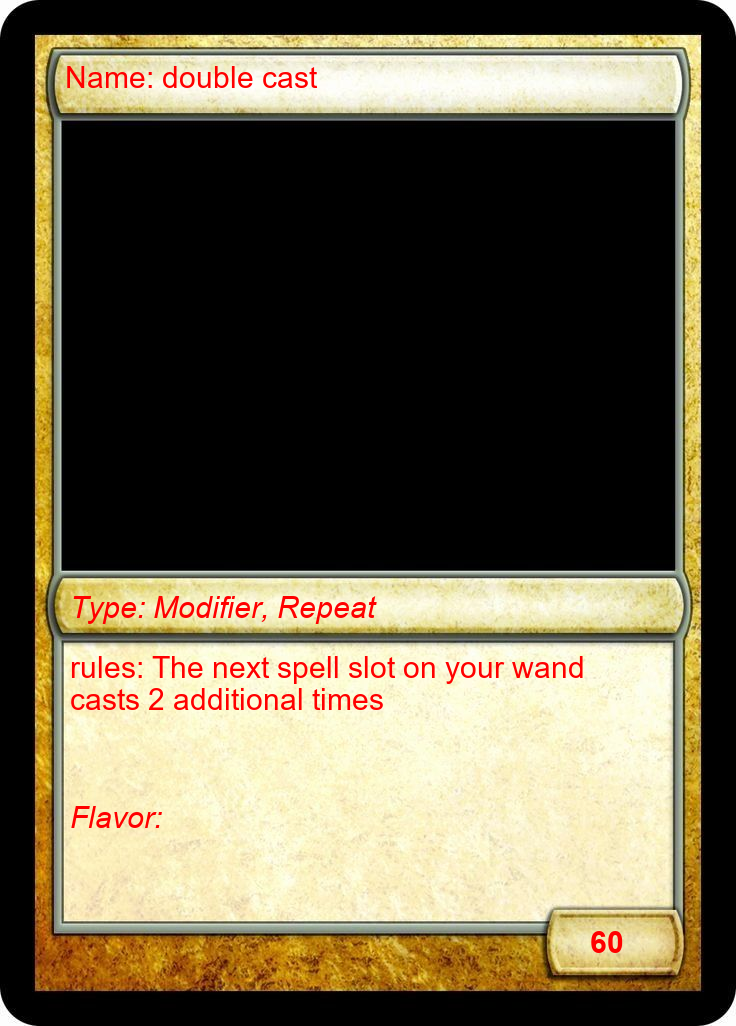 Name: double cast
Type: Modifier, Repeat
rules: The next spell slot on your wand
casts 2 additional times
Flavor:
60